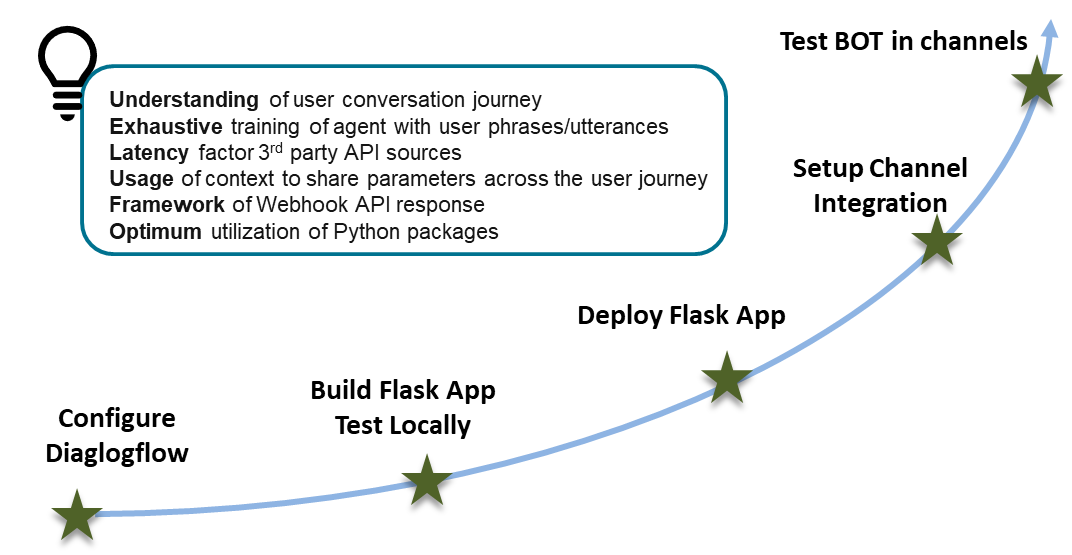 Test BOT in channels
Understanding of user conversation journey
Exhaustive training of agent with user phrases/utterances
Latency factor 3rd party API sources
Usage of context to share parameters across the user journey
Framework of Webhook API response
Optimum utilization of Python packages
Setup Channel
Integration
Deploy Flask App
Build Flask App
Test Locally
Configure
Diaglogflow